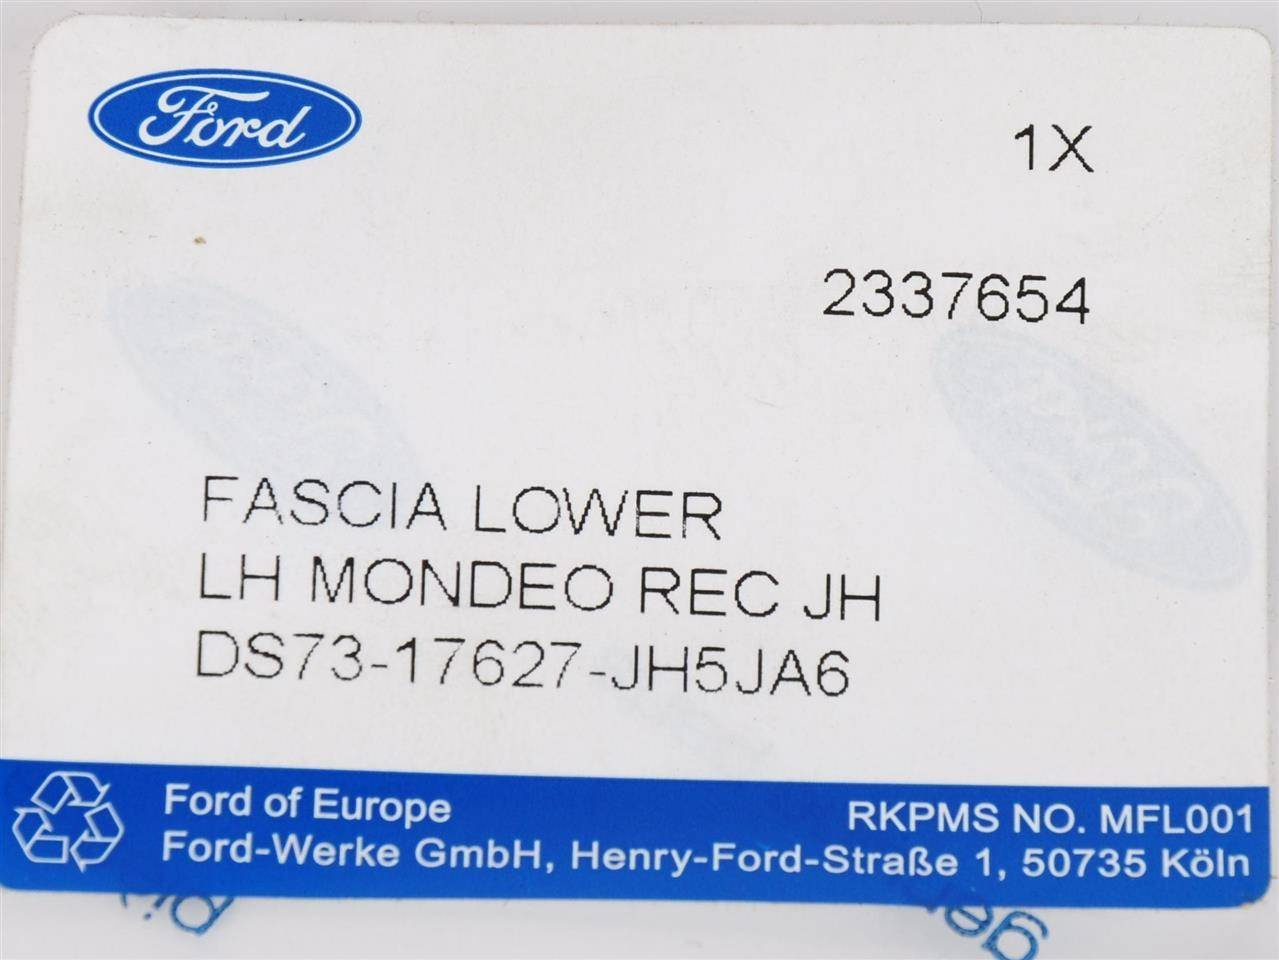 Ford
1X
2337654
FASCIA LOWER
LH MONDEO REC JH
DS73-17627-JH5JA6
Ford of Europe
RKPMS NO. MFL001
Ford-Werke GmbH, Henry-Ford-Straße 1, 50735 Köln